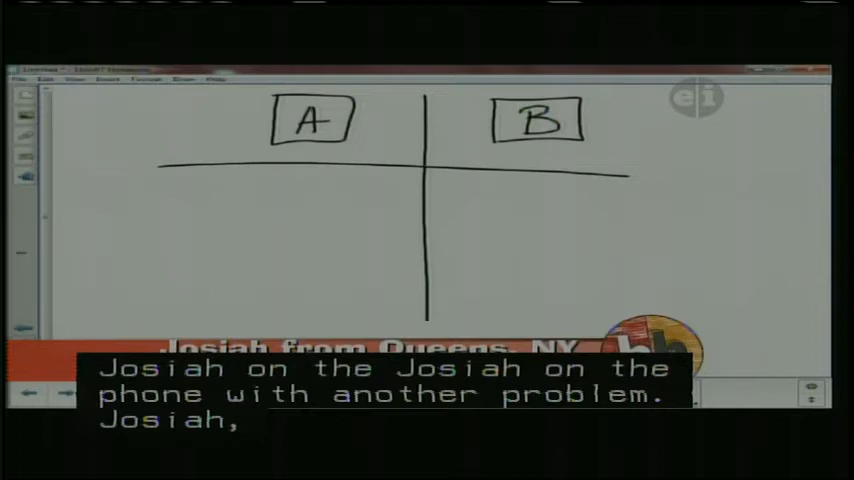 e i
A B
Josiah from Queens, NY
Josiah on the Josiah on the
phone with another problem.
Josiah,